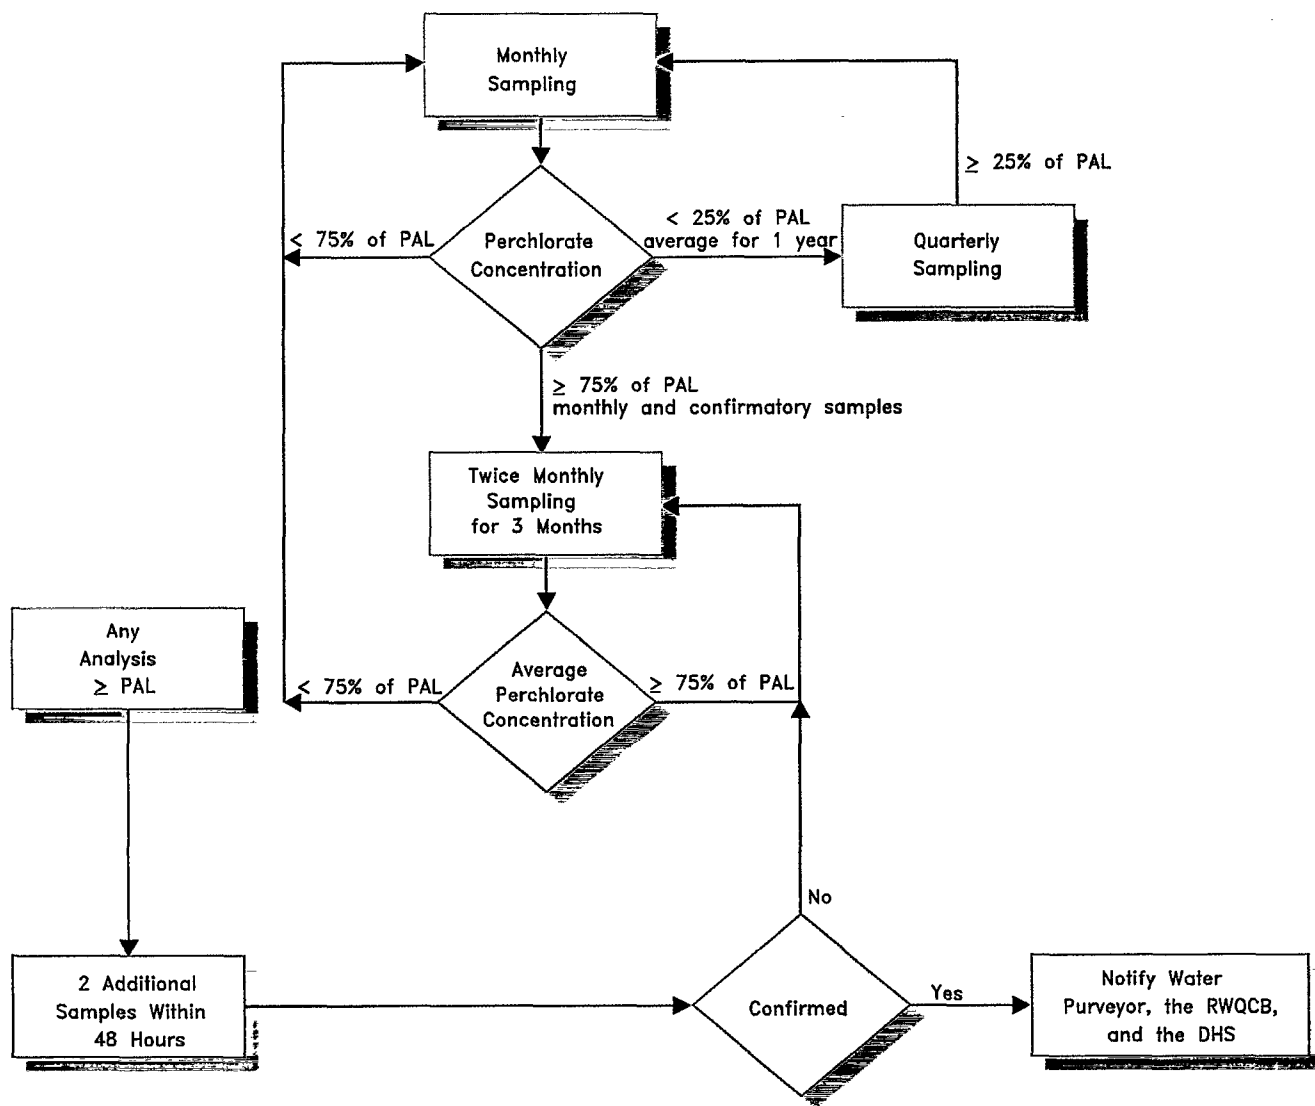 Monthly
Sampling
≥ 25% of PAL
< 75% of PAL
Perchlorate
Concentration
< 25% of PAL
average for 1 year
Quarterly
Sampling
≥ 75% of PAL
monthly and confirmatory samples
Twice Monthly
Sampling
for 3 Months
Any
Analysis
≥ PAL
< 75% of PAL
Average
Perchlorate
Concentration
≥ 75% of PAL
No
2 Additional
Samples Within
48 Hours
Confirmed
Yes
Notify Water
Purveyor, the RWQCB,
and the DHS